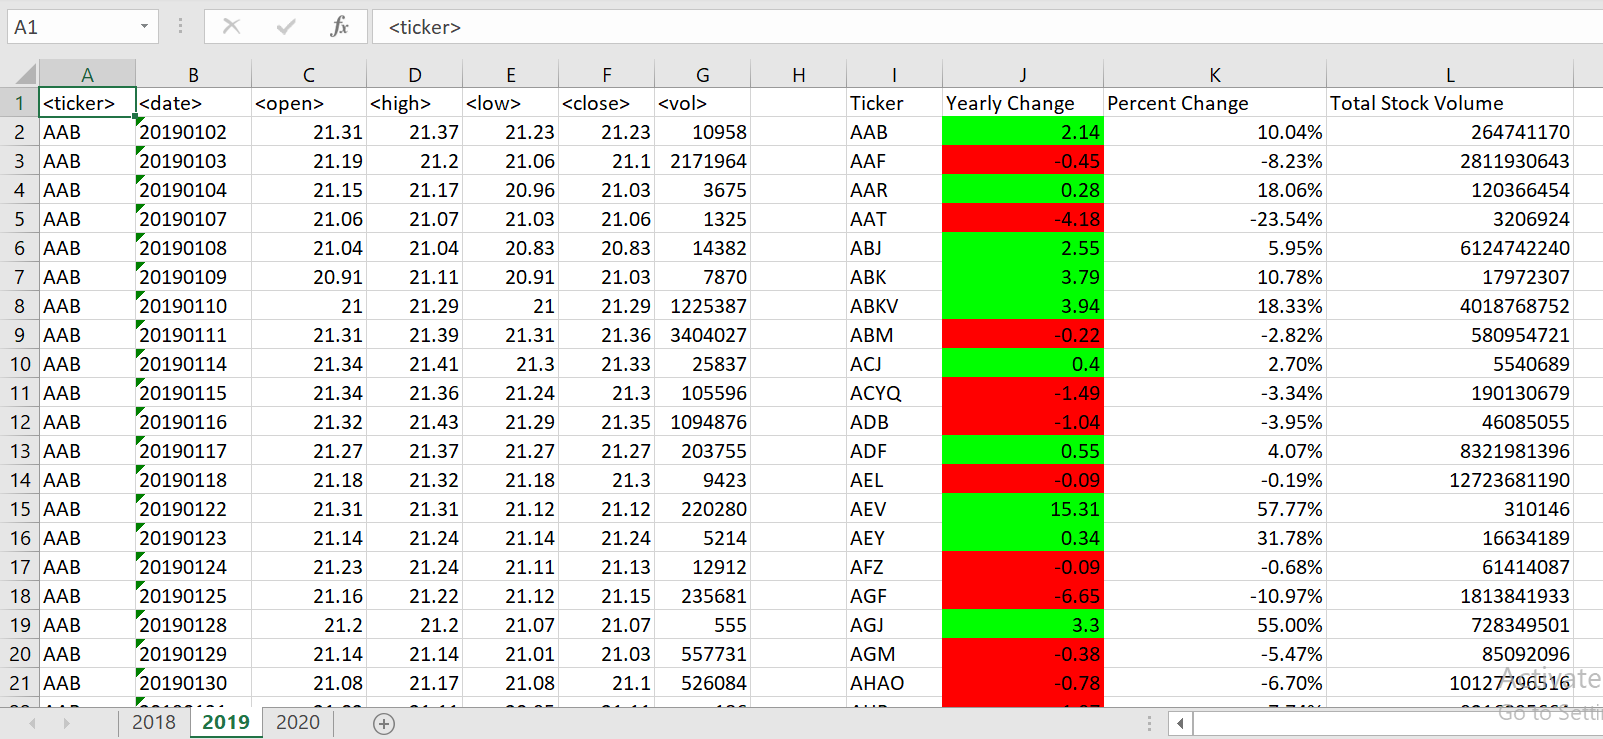 A1 fx <ticker>
A B C D E F G H I J K L
1 <ticker> <date> <open> <high> <low> <close> <vol> Ticker Yearly Change Percent Change Total Stock Volume
2 AAB 20190102 21.31 21.37 21.23 21.23 10958 AAB 2.14 10.04% 264741170
3 AAB 20190103 21.19 21.2 21.06 21.1 2171964 AAF -0.45 -8.23% 2811930643
4 AAB 20190104 21.15 21.17 20.96 21.03 3675 AAR 0.28 18.06% 120366454
5 AAB 20190107 21.06 21.07 21.03 21.06 1325 AAT -4.18 -23.54% 3206924
6 AAB 20190108 21.04 21.04 20.83 20.83 14382 ABJ 2.55 5.95% 6124742240
7 AAB 20190109 20.91 21.11 20.91 21.03 7870 ABK 3.79 10.78% 17972307
8 AAB 20190110 21 21.29 21 21.29 1225387 ABKV 3.94 18.33% 4018768752
9 AAB 20190111 21.31 21.39 21.31 21.36 3404027 ABM -0.22 -2.82% 580954721
10 AAB 20190114 21.34 21.41 21.3 21.33 25837 ACJ 0.4 2.70% 5540689
11 AAB 20190115 21.34 21.36 21.24 21.3 105596 ACYQ -1.49 -3.34% 190130679
12 AAB 20190116 21.32 21.43 21.29 21.35 1094876 ADB -1.04 -3.95% 46085055
13 AAB 20190117 21.27 21.37 21.27 21.27 203755 ADF 0.55 4.07% 8321981396
14 AAB 20190118 21.18 21.32 21.18 21.3 9423 AEL -0.09 -0.19% 12723681190
15 AAB 20190122 21.31 21.31 21.12 21.12 220280 AEV 15.31 57.77% 310146
16 AAB 20190123 21.14 21.24 21.14 21.24 5214 AEY 0.34 31.78% 16634189
17 AAB 20190124 21.23 21.24 21.11 21.13 12912 AFZ -0.09 -0.68% 61414087
18 AAB 20190125 21.16 21.22 21.12 21.15 235681 AGF -6.65 -10.97% 1813841933
19 AAB 20190128 21.2 21.2 21.07 21.07 555 AGJ 3.3 55.00% 728349501
20 AAB 20190129 21.14 21.14 21.01 21.03 557731 AGM -0.38 -5.47% 85092096
21 AAB 20190130 21.08 21.17 21.08 21.1 526084 AHAO -0.78 -6.70% 10127796516
Activate
Go to Setti
2018 2019 2020